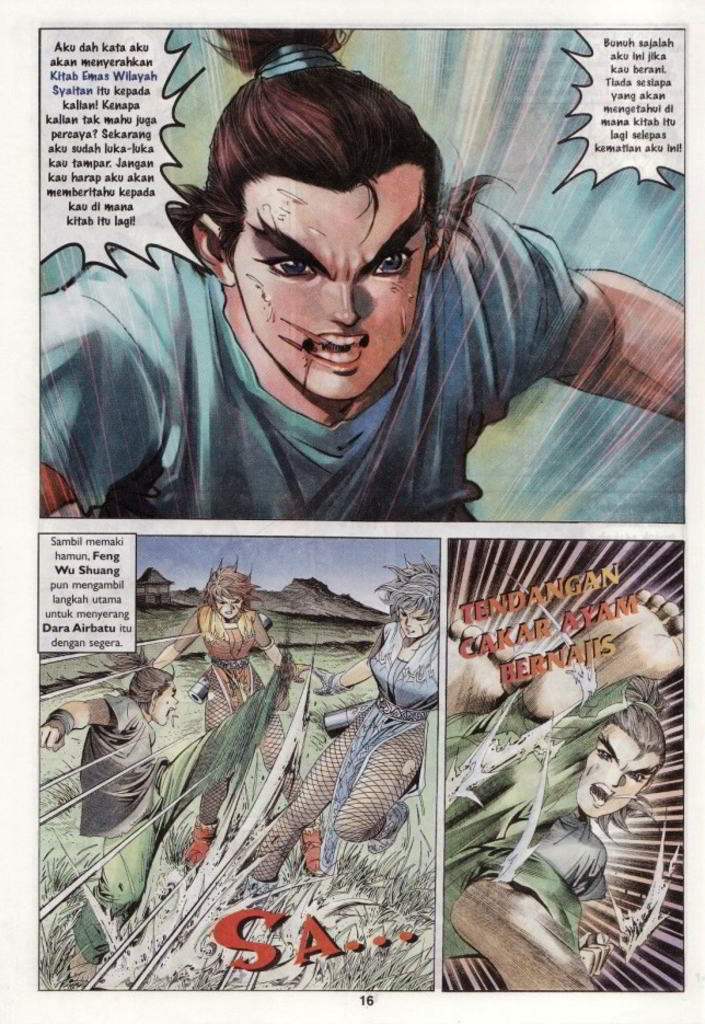 Aku dah kata aku
akan menyerahkan
Kitab Emas Wilayah
Syaitan itu kepada
kalian! Kenapa
kalian tak mahu juga
percaya? Sekarang
aku sudah luka-luka
kau tampar. Jangan
kau harap aku akan
memberitahu kepada
kau di mana
kitab itu lagi!
Bunuh sajalah
aku ini jika
kau berani.
Tiada sesiapa
yang akan
mengetahui di
mana kitab itu
lagi selepas
kematian aku ini!
Sambil memaki
hamun, Feng
Wu Shuang
pun mengambil
langkah utama
untuk menyerang
Dara Airbatu itu
dengan segera.
SA...
TENDANGAN
CAKAR AYAM
BERNAJIS
16